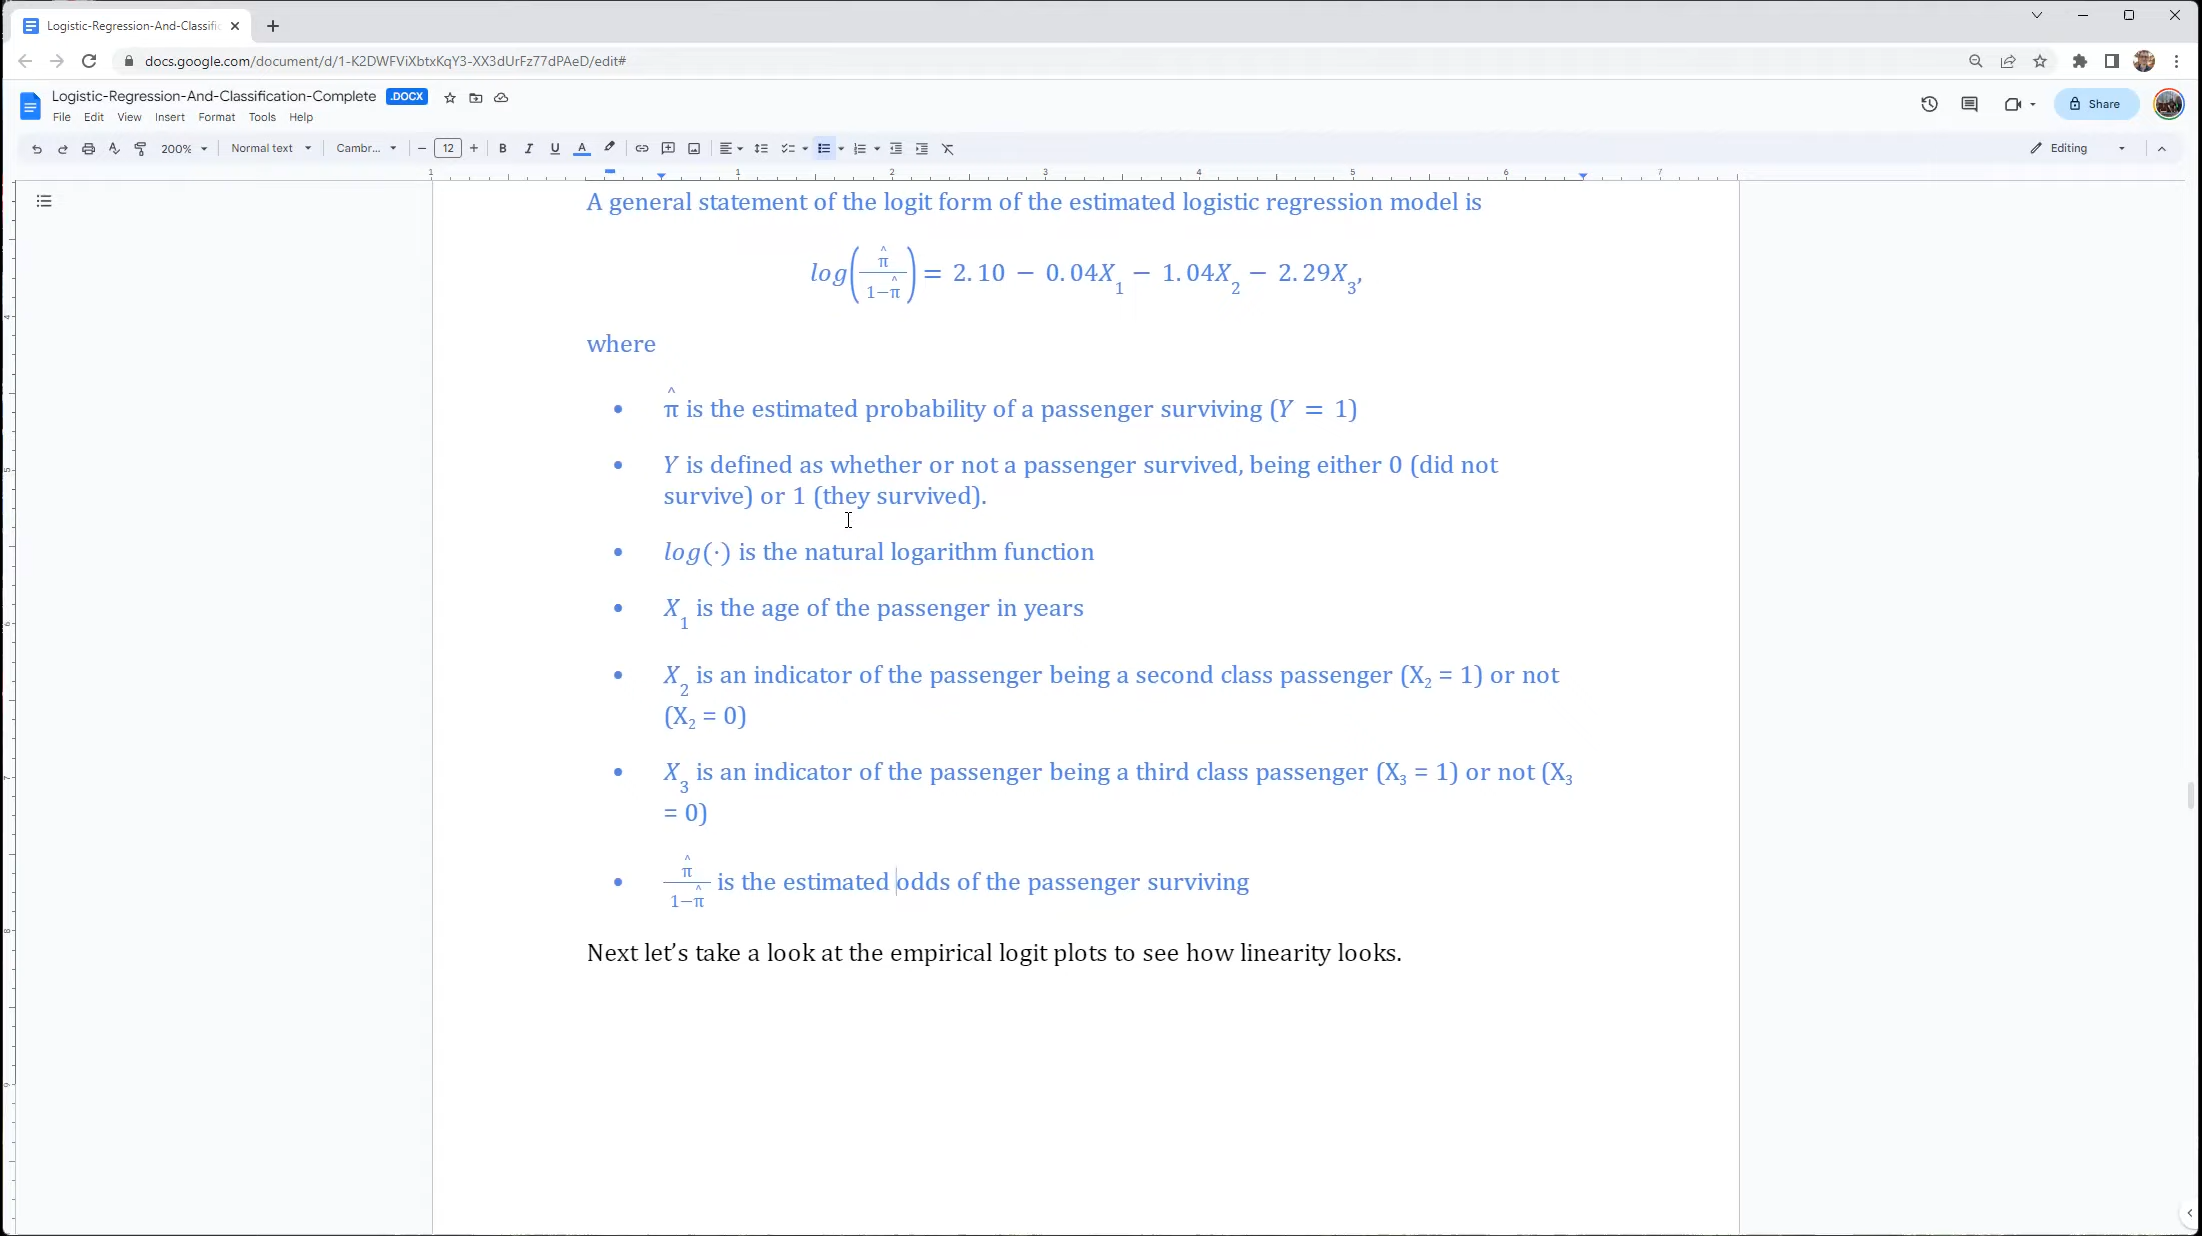 Logistic-Regression-And-Classific
docs.google.com/document/d/1-K2DWFViXbtxKqY3-XX3dUrFz77dPAeD/edit#
Logistic-Regression-And-Classification-Complete .DOCX
File Edit View Insert Format Tools Help
Share
200% Normal text Cambr... 12 Editing
1 1 2 3 4 5 6 7
A general statement of the logit form of the estimated logistic regression model is
log(π̂/(1−π̂)) = 2.10 − 0.04X₁ − 1.04X₂ − 2.29X₃,
where
• π̂ is the estimated probability of a passenger surviving (Y = 1)
• Y is defined as whether or not a passenger survived, being either 0 (did not
survive) or 1 (they survived).
• log(·) is the natural logarithm function
• X₁ is the age of the passenger in years
• X₂ is an indicator of the passenger being a second class passenger (X₂ = 1) or not
(X₂ = 0)
• X₃ is an indicator of the passenger being a third class passenger (X₃ = 1) or not (X₃
= 0)
• π̂/(1−π̂) is the estimated odds of the passenger surviving
Next let’s take a look at the empirical logit plots to see how linearity looks.